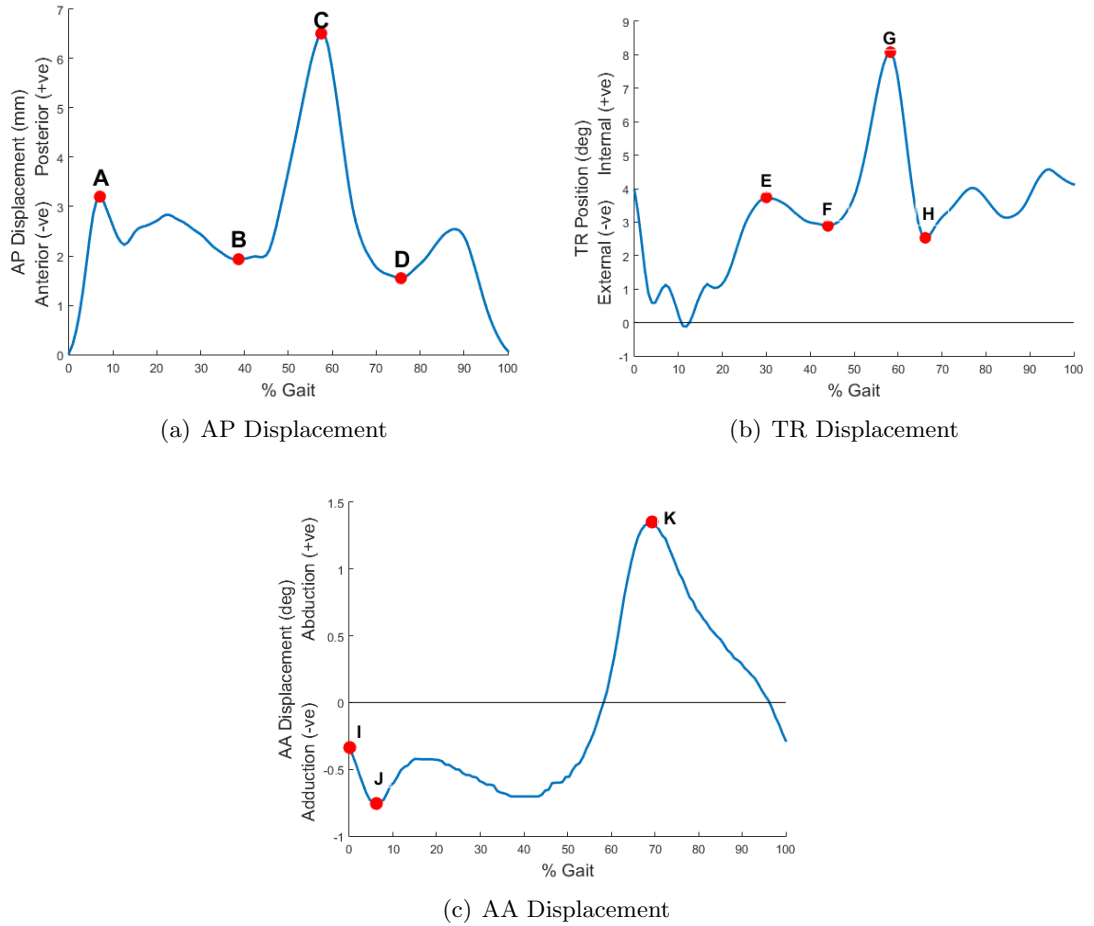 AP Displacement (mm)
Anterior (-ve) Posterior (+ve)
7
6
5
4
3
2
1
0
A
B
C
D
0 10 20 30 40 50 60 70 80 90 100
% Gait
(a) AP Displacement
TR Position (deg)
External (-ve) Internal (+ve)
9
8
7
6
5
4
3
2
1
0
-1
E
F
G
H
0 10 20 30 40 50 60 70 80 90 100
% Gait
(b) TR Displacement
AA Displacement (deg)
Adduction (-ve) Abduction (+ve)
1.5
1
0.5
0
-0.5
-1
I
J
K
0 10 20 30 40 50 60 70 80 90 100
% Gait
(c) AA Displacement